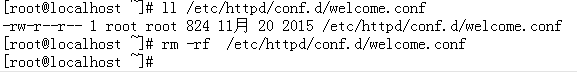 [root@localhost ~]# ll /etc/httpd/conf.d/welcome.conf
-rw-r--r-- 1 root root 824 11月 20 2015 /etc/httpd/conf.d/welcome.conf
[root@localhost ~]# rm -rf  /etc/httpd/conf.d/welcome.conf
[root@localhost ~]#